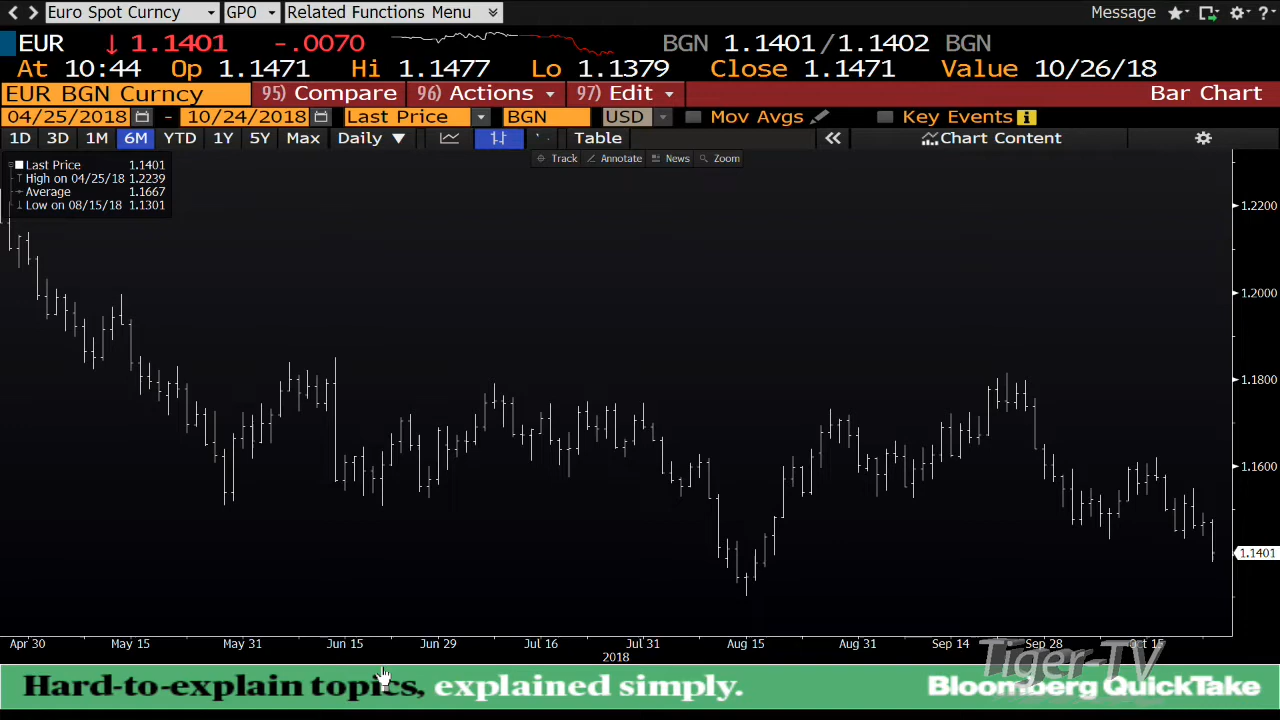 Euro Spot Curncy GPO Related Functions Menu Message ?
EUR ↓ 1.1401 -.0070 BGN 1.1401/1.1402 BGN
At 10:44 Op 1.1471 Hi 1.1477 Lo 1.1379 Close 1.1471 Value 10/26/18
EUR BGN Curncy 95) Compare 96) Actions 97) Edit Bar Chart
04/25/2018 - 10/24/2018 Last Price BGN USD Mov Avgs Key Events i
1D 3D 1M 6M YTD 1Y 5Y Max Daily ▼ Table « Chart Content
Track Annotate News Zoom
Last Price 1.1401
High on 04/25/18 1.2239
Average 1.1667
Low on 08/15/18 1.1301
1.2200
1.2000
1.1800
1.1600
1.1401
Apr 30 May 15 May 31 Jun 15 Jun 29 Jul 16 Jul 31 Aug 15 Aug 31 Sep 14 Sep 28 Oct 15
2018
Tiger-TV
Hard-to-explain topics, explained simply. Bloomberg QuickTake